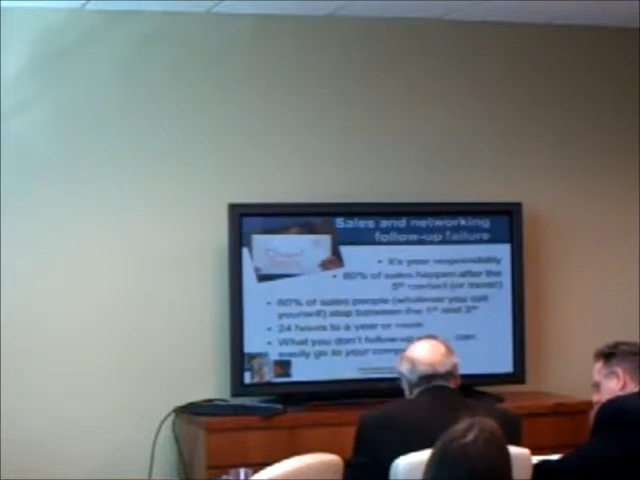 Sales and networking
follow-up failure
• It's your responsibility
• 80% of sales happen after the
5th contact (or more!)
• 80% of sales people (whatever you call
yourself) stop between the 1st and 3rd
• 24 hours to a year or more
• What you don't follow-up can
easily go to your